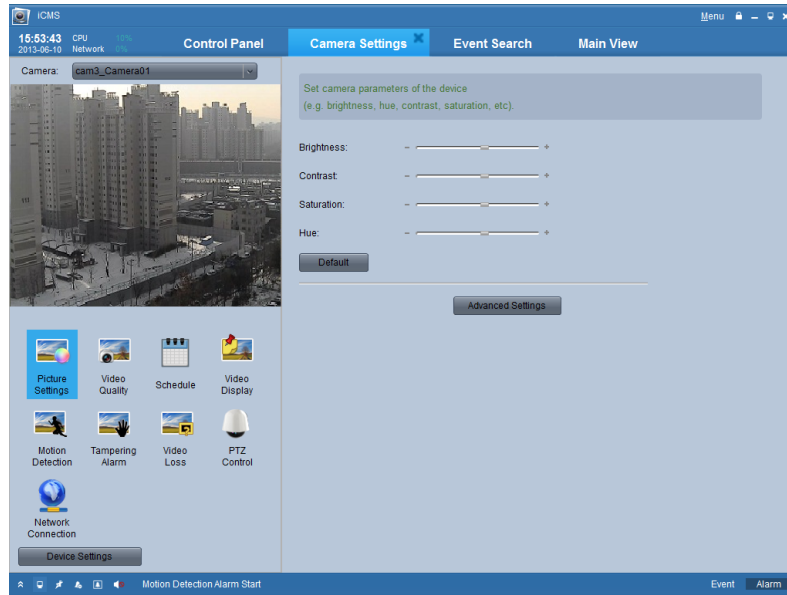 iCMS
Menu
15:53:43 CPU 10%
2013-06-10 Network 0%
Control Panel
Camera Settings
Event Search
Main View
Camera: cam3_Camera01
Set camera parameters of the device
(e.g. brightness, hue, contrast, saturation, etc).
Brightness: - +
Contrast: - +
Saturation: - +
Hue: - +
Default
Advanced Settings
Picture
Settings
Video
Quality
Schedule
Video
Display
Motion
Detection
Tampering
Alarm
Video
Loss
PTZ
Control
Network
Connection
Device Settings
Motion Detection Alarm Start
Event
Alarm